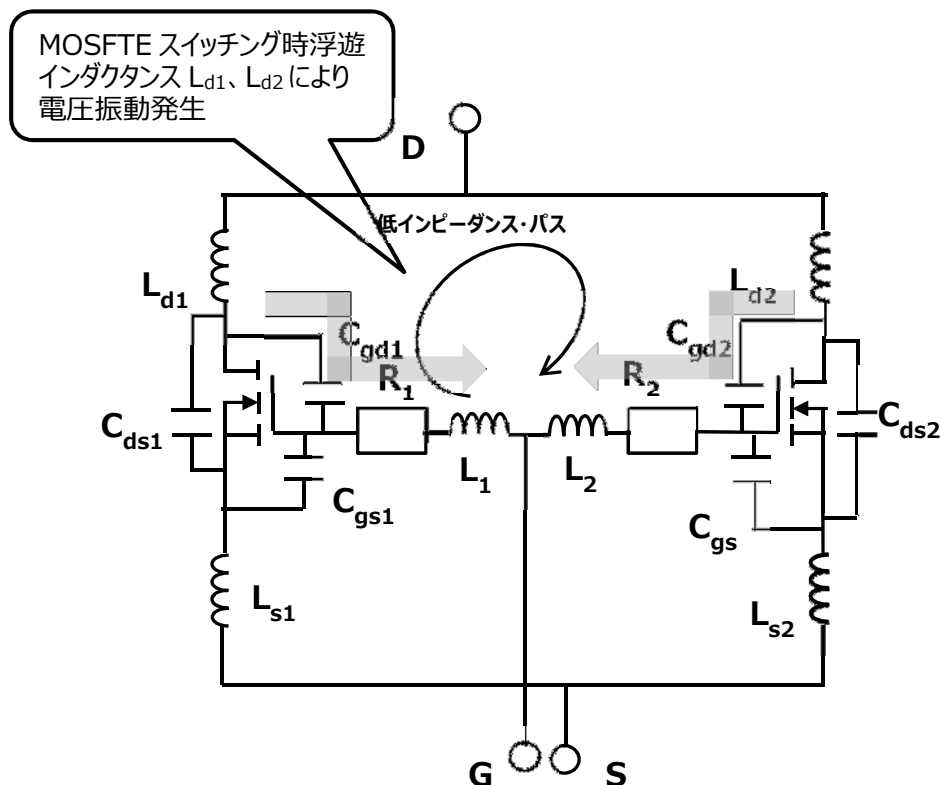 MOSFTE スイッチング時浮遊
インダクタンス Ld1、Ld2 により
電圧振動発生
D
低インピーダンス・パス
Ld1
Ld2
Cgd1
Cgd2
R1
R2
Cds1
Cds2
L1
L2
Cgs1
Cgs
Ls1
Ls2
G
S